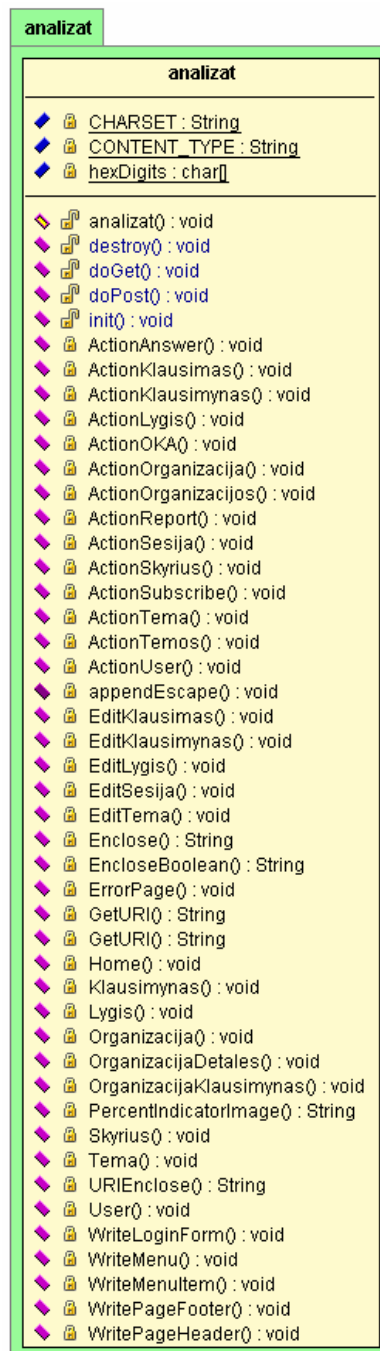 analizat
analizat
CHARSET : String
CONTENT_TYPE : String
hexDigits : char[]
analizat() : void
destroy() : void
doGet() : void
doPost() : void
init() : void
ActionAnswer() : void
ActionKlausimas() : void
ActionKlausimynas() : void
ActionLygis() : void
ActionOKA() : void
ActionOrganizacija() : void
ActionOrganizacijos() : void
ActionReport() : void
ActionSesija() : void
ActionSkyrius() : void
ActionSubscribe() : void
ActionTema() : void
ActionTemos() : void
ActionUser() : void
appendEscape() : void
EditKlausimas() : void
EditKlausimynas() : void
EditLygis() : void
EditSesija() : void
EditTema() : void
Enclose() : String
EncloseBoolean() : String
ErrorPage() : void
GetURI() : String
GetURI() : String
Home() : void
Klausimynas() : void
Lygis() : void
Organizacija() : void
OrganizacijaDetales() : void
OrganizacijaKlausimynas() : void
PercentIndicatorImage() : String
Skyrius() : void
Tema() : void
URIEnclose() : String
User() : void
WriteLoginForm() : void
WriteMenu() : void
WriteMenuItem() : void
WritePageFooter() : void
WritePageHeader() : void